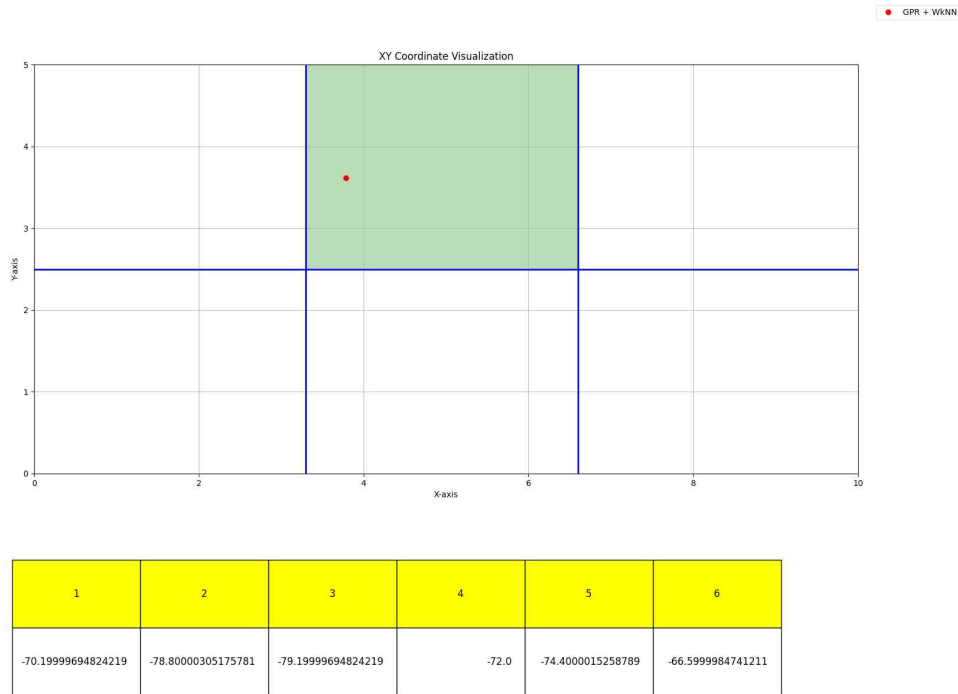 GPR + WkNN
XY Coordinate Visualization
5
4
3
2
1
0
Y-axis
0 2 4 6 8 10
X-axis
1 2 3 4 5 6
-70.19999694824219 -78.80000305175781 -79.19999694824219 -72.0 -74.4000015258789 -66.5999984741211